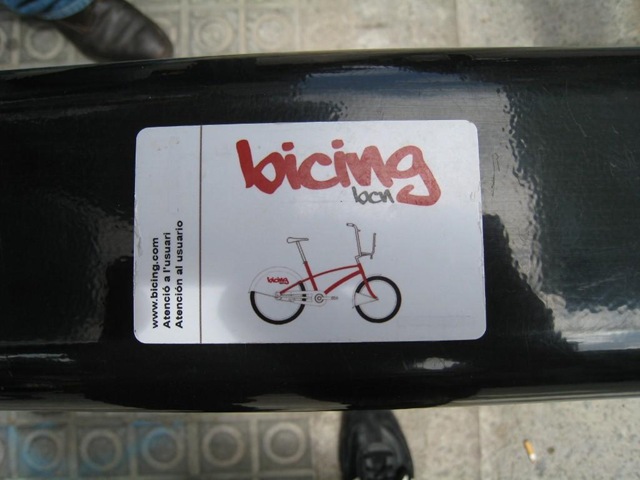 bicing
bcn
bicing
www.bicing.com
Atenció a l'usuari
Atención al usuario